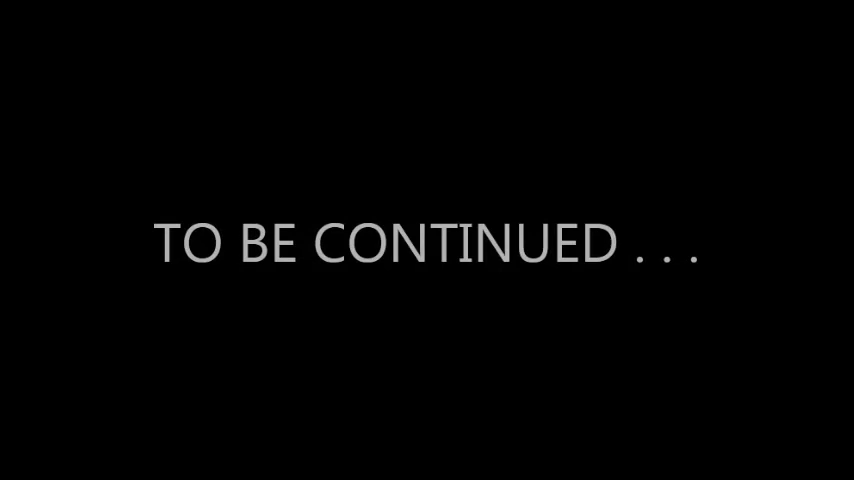 TO BE CONTINUED . . .